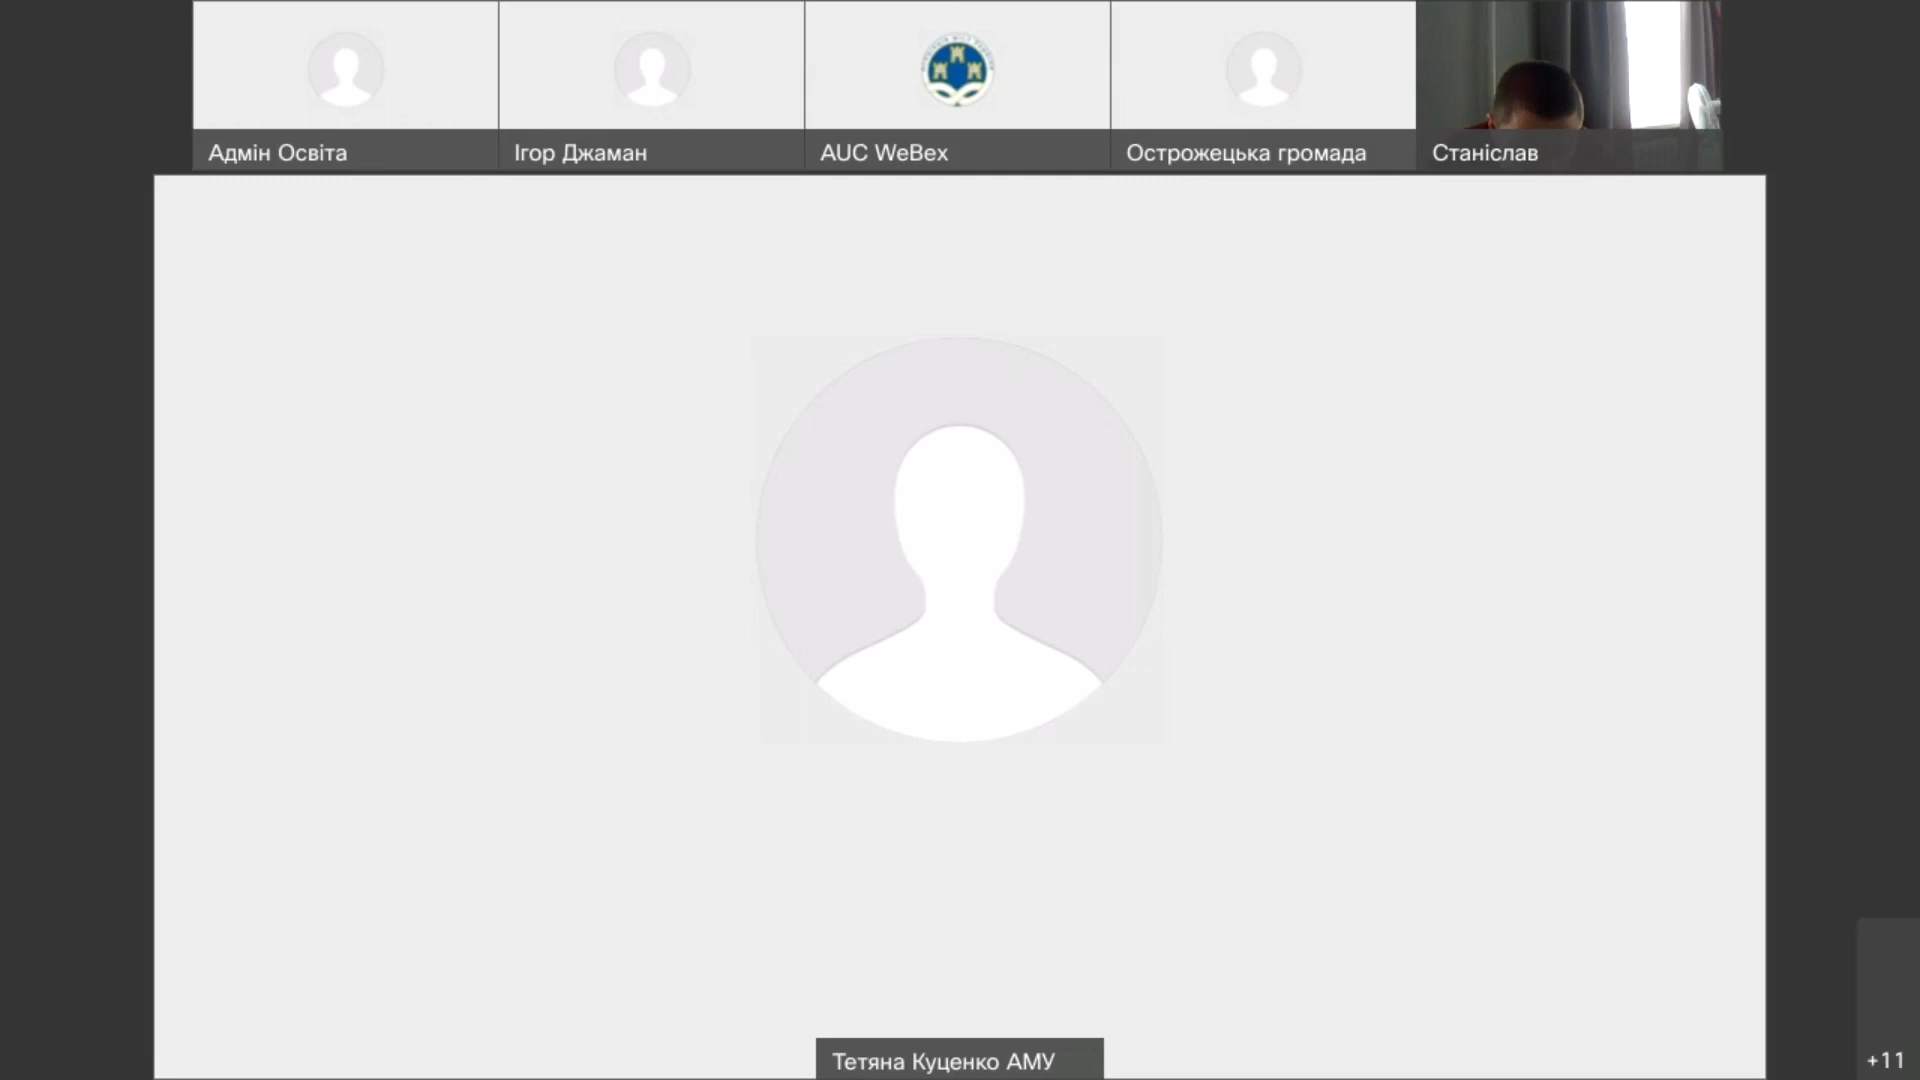 Адмін Освіта
Ігор Джаман
AUC WeBex
Острожецька громада
Станіслав
Тетяна Куценко АМУ
+11